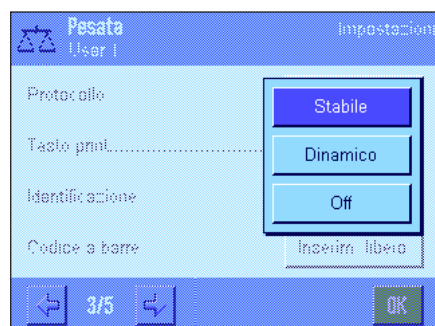 Pesata
Impostazioni
User 1
Protocollo
Stabile
Tasto print
Dinamico
Identificazione
Off
Codice a barre
Inserim. libero
3/5
OK